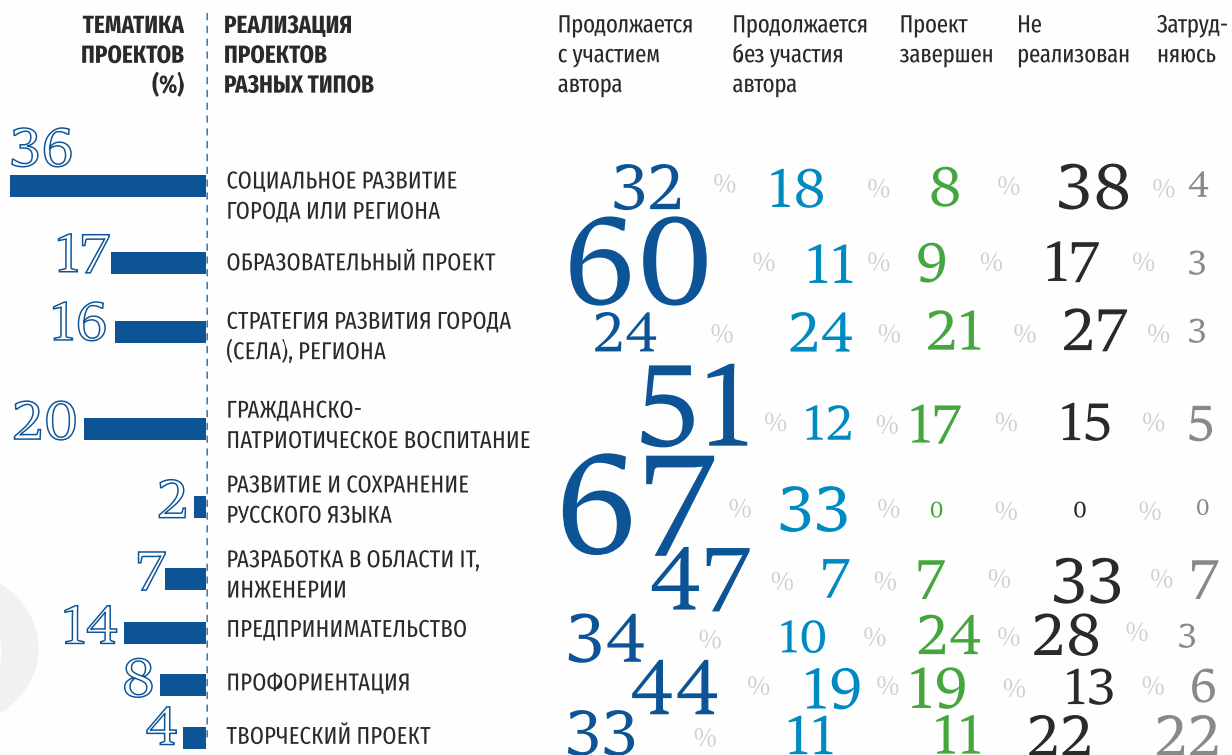 ТЕМАТИКА ПРОЕКТОВ (%) РЕАЛИЗАЦИЯ ПРОЕКТОВ РАЗНЫХ ТИПОВ Продолжается с участием автора Продолжается без участия автора Проект завершен Не реализован Затруд-няюсь
36
СОЦИАЛЬНОЕ РАЗВИТИЕ
ГОРОДА ИЛИ РЕГИОНА
32 % 18 % 8 % 38 % 4
17 ОБРАЗОВАТЕЛЬНЫЙ ПРОЕКТ 60 % 11 % 9 % 17 % 3
16 СТРАТЕГИЯ РАЗВИТИЯ ГОРОДА
(СЕЛА), РЕГИОНА
24 % 24 % 21 % 27 % 3
20 ГРАЖДАНСКО-
ПАТРИОТИЧЕСКОЕ ВОСПИТАНИЕ
51 % 12 % 17 % 15 % 5
2 РАЗВИТИЕ И СОХРАНЕНИЕ
РУССКОГО ЯЗЫКА
67 % 33 % 0 % 0 % 0
7 РАЗРАБОТКА В ОБЛАСТИ IT,
ИНЖЕНЕРИИ
47 % 7 % 7 % 33 % 7
14 ПРЕДПРИНИМАТЕЛЬСТВО 34 % 10 % 24 % 28 % 3
8 ПРОФОРИЕНТАЦИЯ 44 % 19 % 19 % 13 % 6
4 ТВОРЧЕСКИЙ ПРОЕКТ 33 % 11 11 22 22